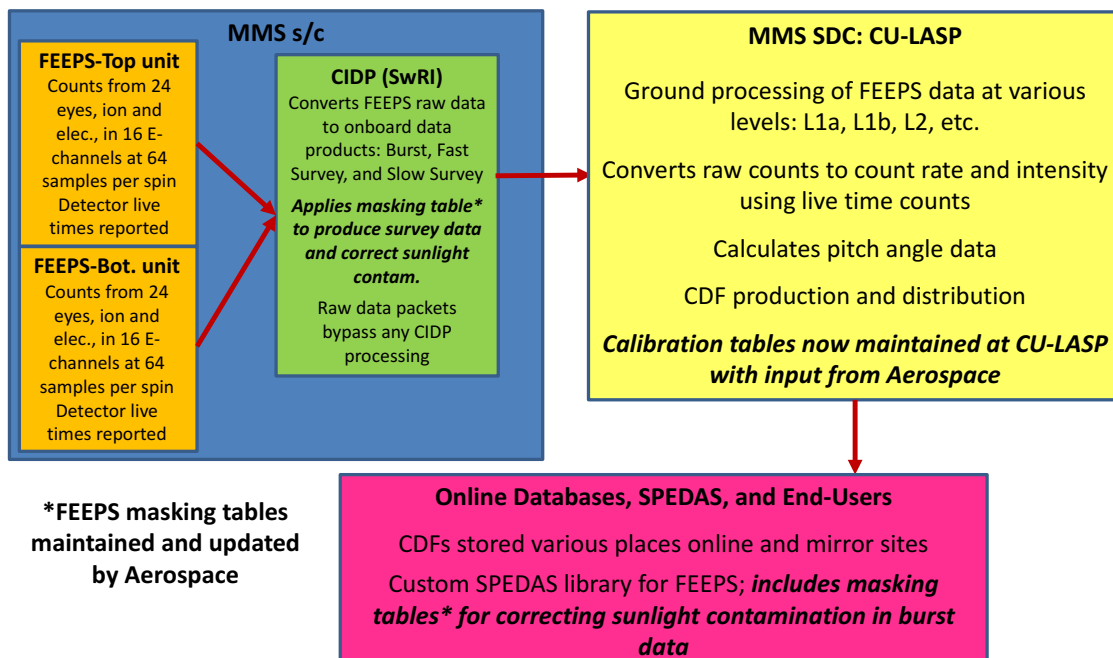 MMS s/c
FEEPS-Top unit
Counts from 24
eyes, ion and
elec., in 16 E-
channels at 64
samples per spin
Detector live
times reported
FEEPS-Bot. unit
Counts from 24
eyes, ion and
elec., in 16 E-
channels at 64
samples per spin
Detector live
times reported
CIDP (SwRI)
Converts FEEPS raw data
to onboard data
products: Burst, Fast
Survey, and Slow Survey
Applies masking table*
to produce survey data
and correct sunlight
contam.
Raw data packets
bypass any CIDP
processing
MMS SDC: CU-LASP
Ground processing of FEEPS data at various
levels: L1a, L1b, L2, etc.
Converts raw counts to count rate and intensity
using live time counts
Calculates pitch angle data
CDF production and distribution
Calibration tables now maintained at CU-LASP
with input from Aerospace
*FEEPS masking tables
maintained and updated
by Aerospace
Online Databases, SPEDAS, and End-Users
CDFs stored various places online and mirror sites
Custom SPEDAS library for FEEPS; includes masking
tables* for correcting sunlight contamination in burst
data